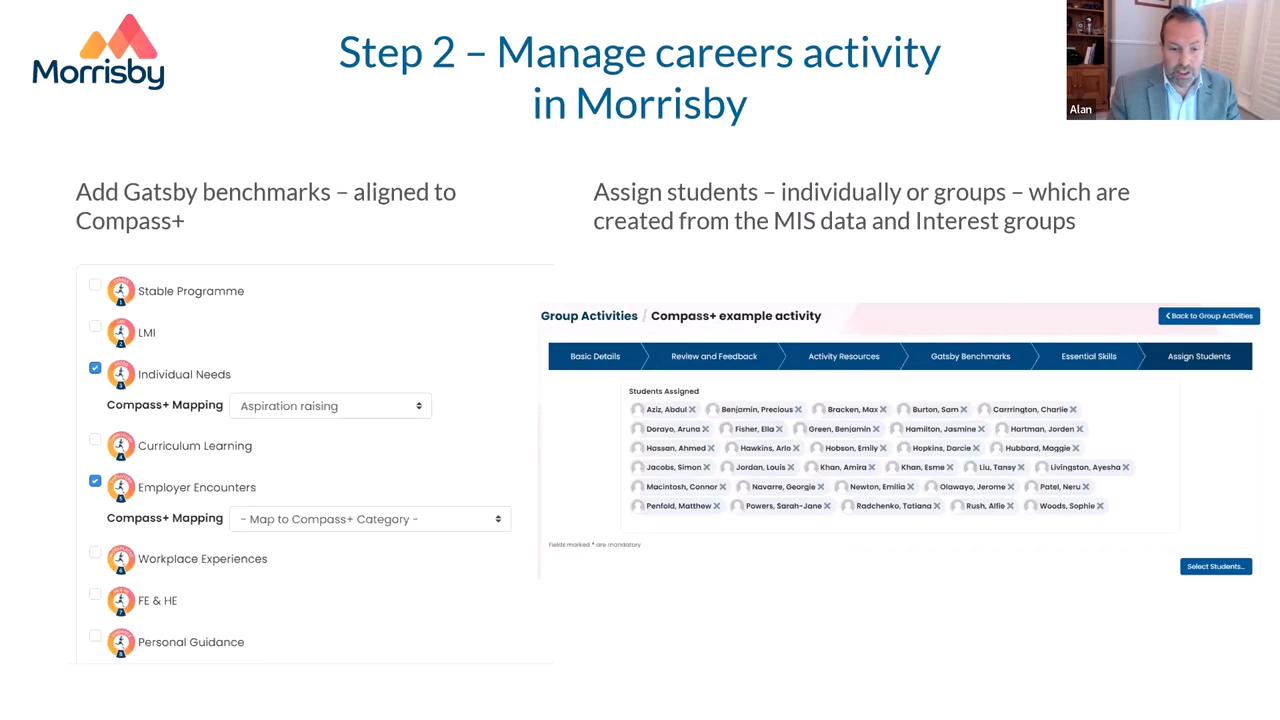 Morrisby
Step 2 – Manage careers activity
in Morrisby
Alan
Add Gatsby benchmarks – aligned to
Compass+
Assign students – individually or groups – which are
created from the MIS data and Interest groups
Stable Programme
LMI
Individual Needs
Compass+ Mapping Aspiration raising
Curriculum Learning
Employer Encounters
Compass+ Mapping - Map to Compass+ Category -
Workplace Experiences
FE & HE
Personal Guidance
Group Activities / Compass+ example activity
Back to Group Activities
Basic Details Review and Feedback Activity Resources Gatsby Benchmarks Essential Skills Assign Students
Students Assigned
Aziz, Abdul Benjamin, Precious Bracken, Max Burton, Sam Carrrington, Charlie
Dorayo, Aruna Fisher, Ella Green, Benjamin Hamilton, Jasmine Hartman, Jorden
Hassan, Ahmed Hawkins, Arlo Hobson, Emily Hopkins, Darcie Hubbard, Maggie
Jacobs, Simon Jordan, Louis Khan, Amira Khan, Esme Liu, Tansy Livingston, Ayesha
Macintosh, Connor Navarre, Georgie Newton, Emilia Olawayo, Jerome Patel, Neru
Penfold, Matthew Powers, Sarah-Jane Radchenko, Tatiana Rush, Alfie Woods, Sophie
Fields marked * are mandatory
Select Students...